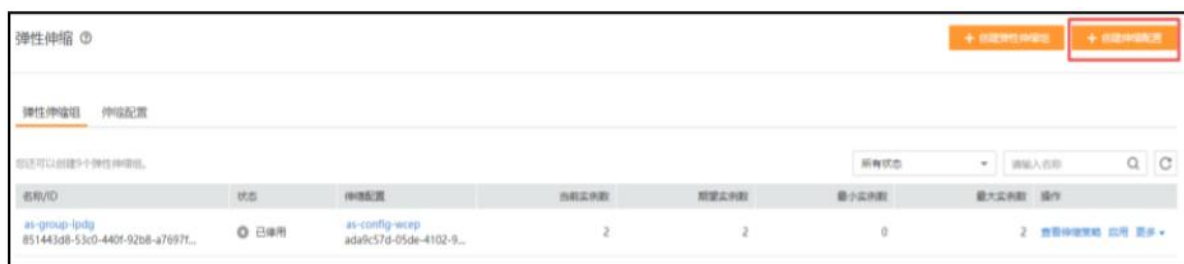 弹性伸缩
+ 创建弹性伸缩组 + 创建伸缩配置
弹性伸缩组 伸缩配置
您还可以创建9个弹性伸缩组。
所有状态 请输入名称
名称/ID 状态 伸缩配置 当前实例数 期望实例数 最小实例数 最大实例数 操作
as-group-lpdg 已停用 as-config-wcep 2 2 0 2 查看伸缩策略 启用 更多
851443d8-53c0-440f-92b8-a7697f... ada9c57d-05de-4102-9...